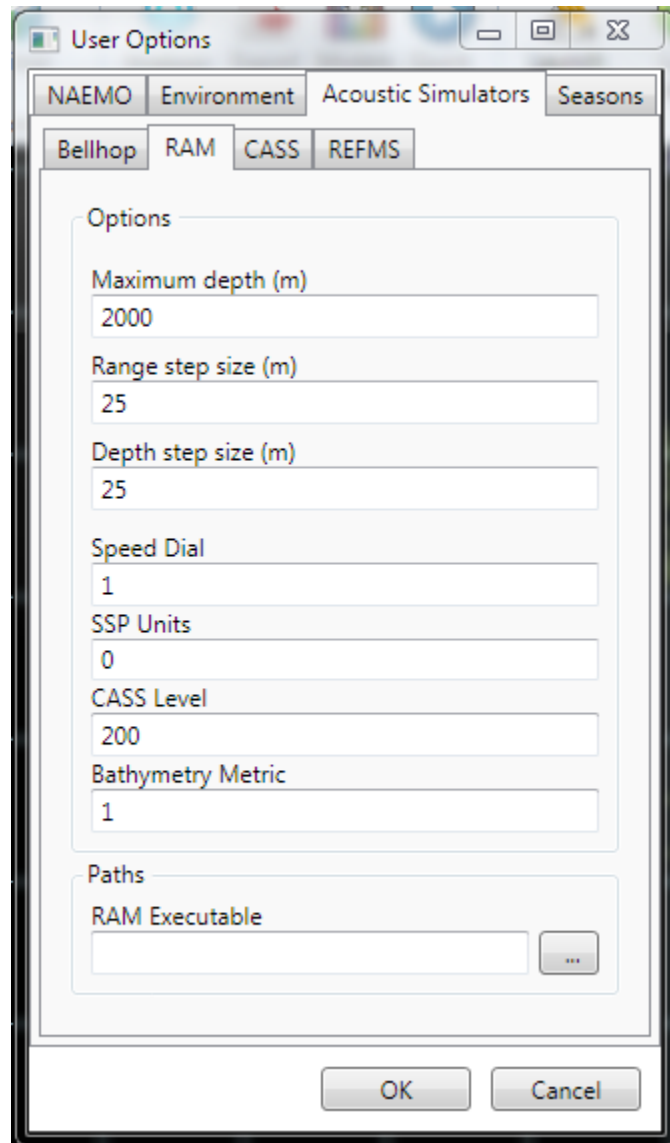 User Options
NAEMO Environment Acoustic Simulators Seasons
Bellhop RAM CASS REFMS
Options
Maximum depth (m)
2000
Range step size (m)
25
Depth step size (m)
25
Speed Dial
1
SSP Units
0
CASS Level
200
Bathymetry Metric
1
Paths
RAM Executable
...
OK Cancel